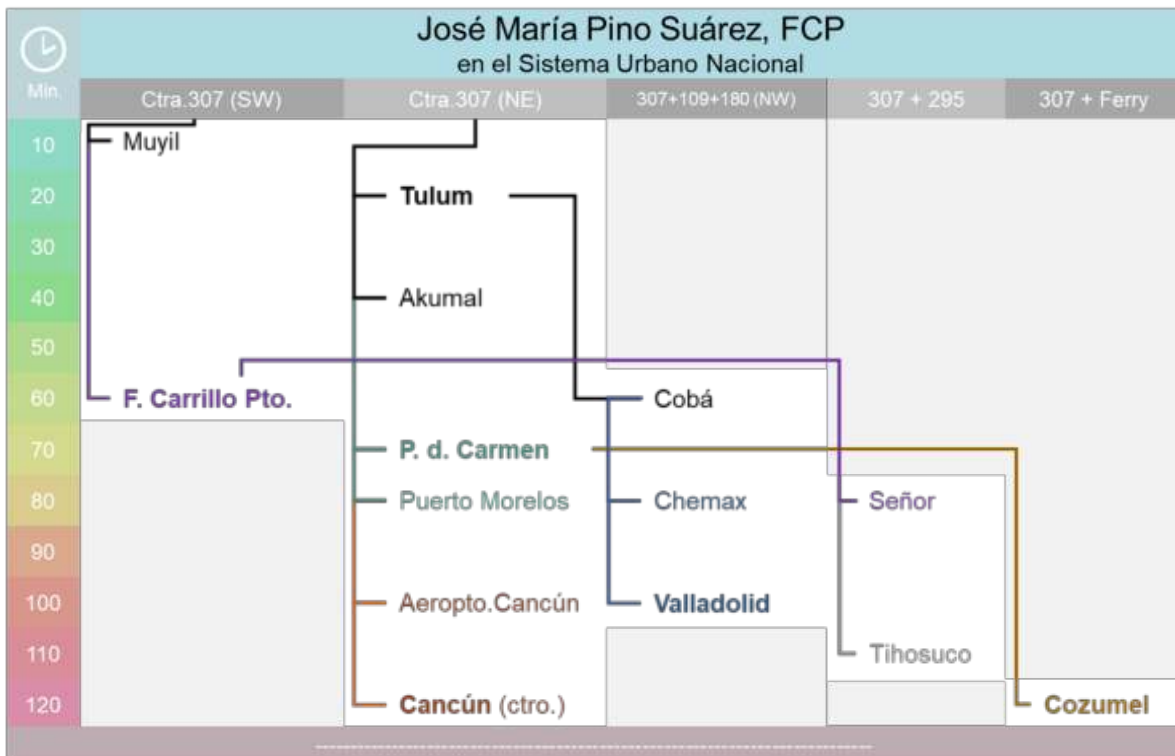 José María Pino Suárez, FCP
en el Sistema Urbano Nacional
Min. Ctra.307 (SW) Ctra.307 (NE) 307+109+180 (NW) 307 + 295 307 + Ferry
10 Muyil
20 Tulum
30
40 Akumal
50
60 F. Carrillo Pto. Cobá
70 P. d. Carmen
80 Puerto Morelos Chemax Señor
90
100 Aeropto.Cancún Valladolid
110 Tihosuco
120 Cancún (ctro.) Cozumel